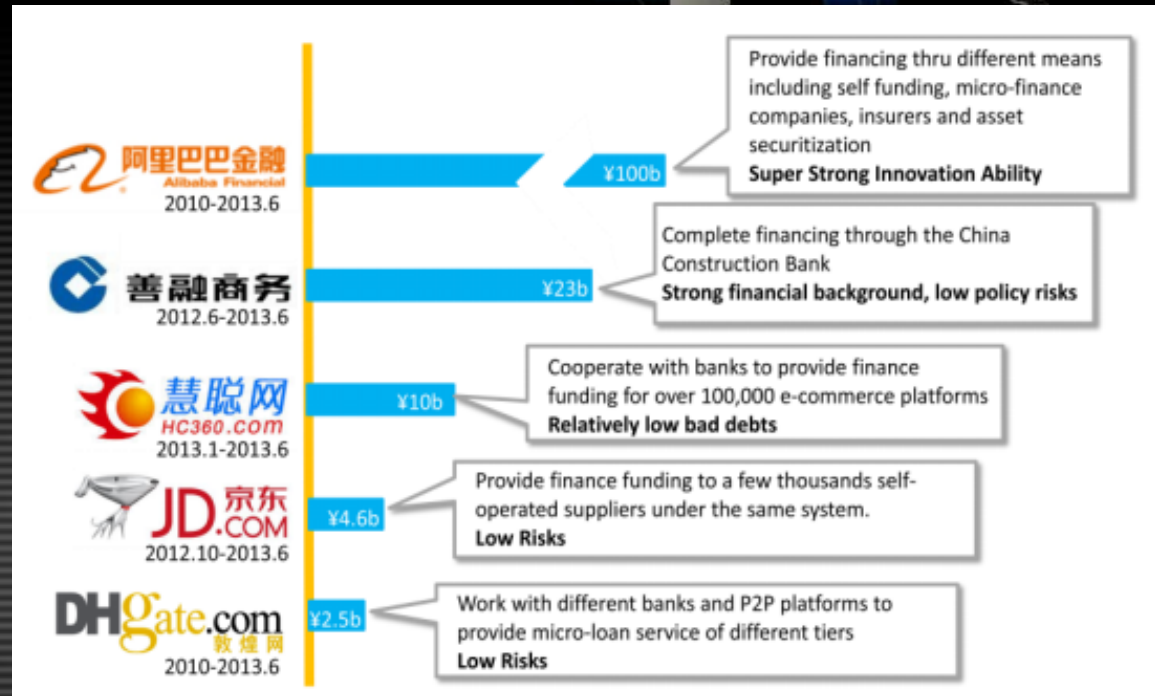 Provide financing thru different means
including self funding, micro-finance
companies, insurers and asset
securitization
Super Strong Innovation Ability
阿里巴巴金融
Alibaba Financial
2010-2013.6
¥100b
Complete financing through the China
Construction Bank
Strong financial background, low policy risks
善融商务
2012.6-2013.6
¥23b
Cooperate with banks to provide finance
funding for over 100,000 e-commerce platforms
Relatively low bad debts
慧聪网
HC360.com
2013.1-2013.6
¥10b
Provide finance funding to a few thousands self-
operated suppliers under the same system.
Low Risks
JD.京东
.COM
2012.10-2013.6
¥4.6b
Work with different banks and P2P platforms to
provide micro-loan service of different tiers
Low Risks
DHgate.com
敦煌网
2010-2013.6
¥2.5b